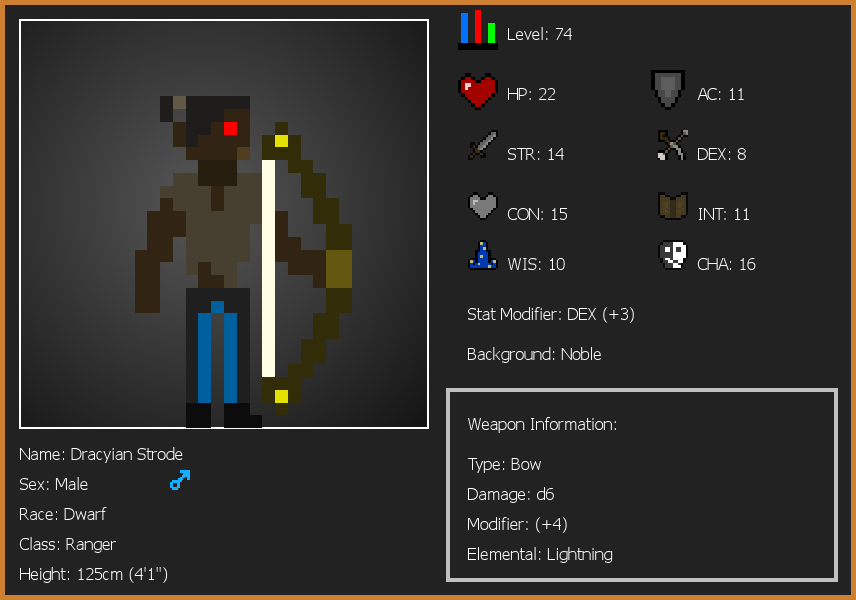 Level: 74
HP: 22
AC: 11
STR: 14
DEX: 8
CON: 15
INT: 11
WIS: 10
CHA: 16
Stat Modifier: DEX (+3)
Background: Noble
Weapon Information:
Type: Bow
Damage: d6
Modifier: (+4)
Elemental: Lightning
Name: Dracyian Strode
Sex: Male
Race: Dwarf
Class: Ranger
Height: 125cm (4'1")